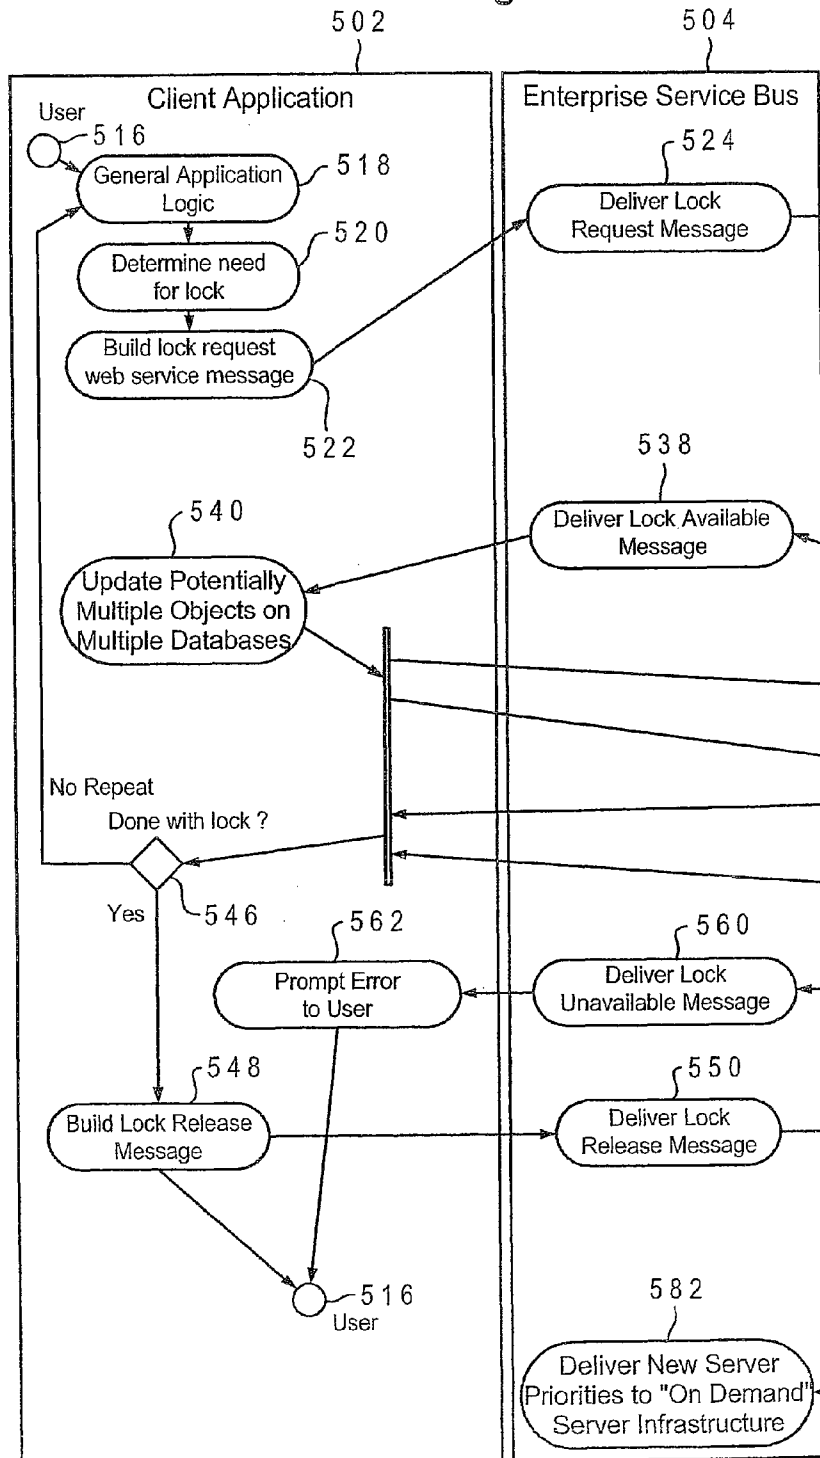 502
504
Client Application
Enterprise Service Bus
User
516
524
General Application
Logic
518
Deliver Lock
Request Message
520
Determine need
for lock
Build lock request
web service message
522
538
540
Deliver Lock Available
Message
Update Potentially
Multiple Objects on
Multiple Databases
No Repeat
Done with lock ?
546
Yes
562
560
Prompt Error
to User
Deliver Lock
Unavailable Message
548
550
Build Lock Release
Message
Deliver Lock
Release Message
516
User
582
Deliver New Server
Priorities to "On Demand"
Server Infrastructure